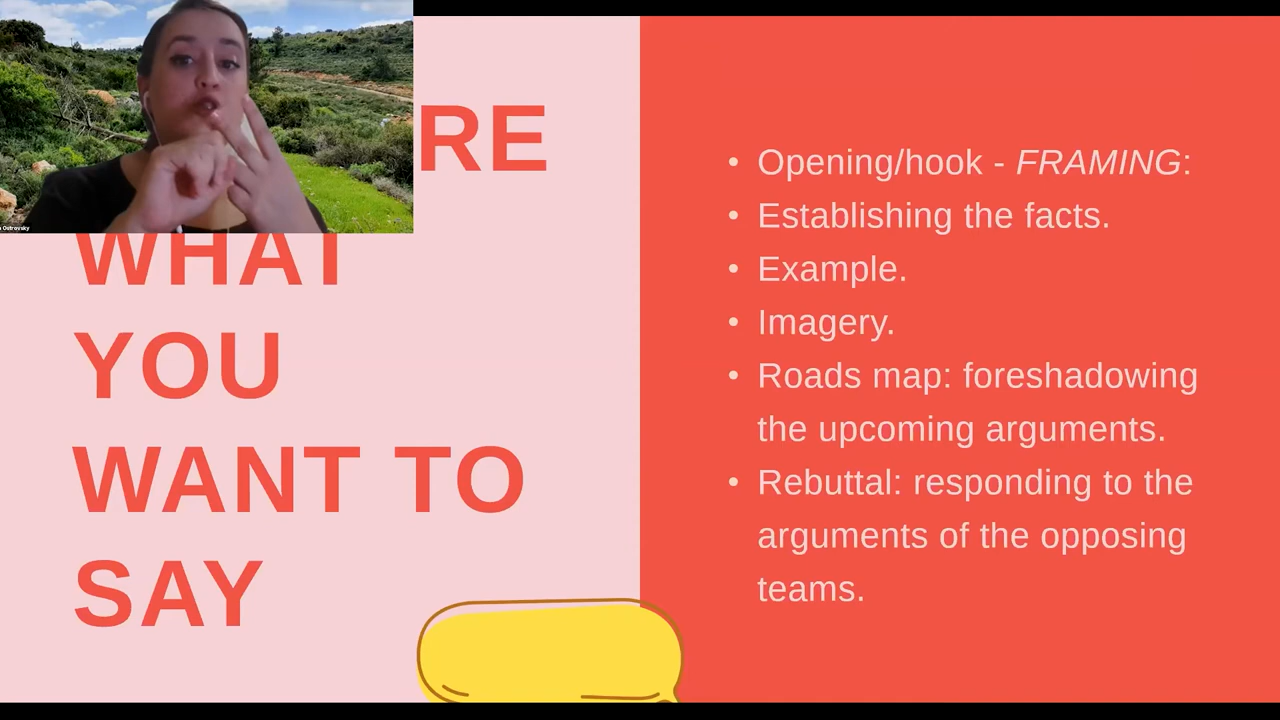 RE
WHAT
YOU
WANT TO
SAY
• Opening/hook - FRAMING:
• Establishing the facts.
• Example.
• Imagery.
• Roads map: foreshadowing
the upcoming arguments.
• Rebuttal: responding to the
arguments of the opposing
teams.
Ostrovsky